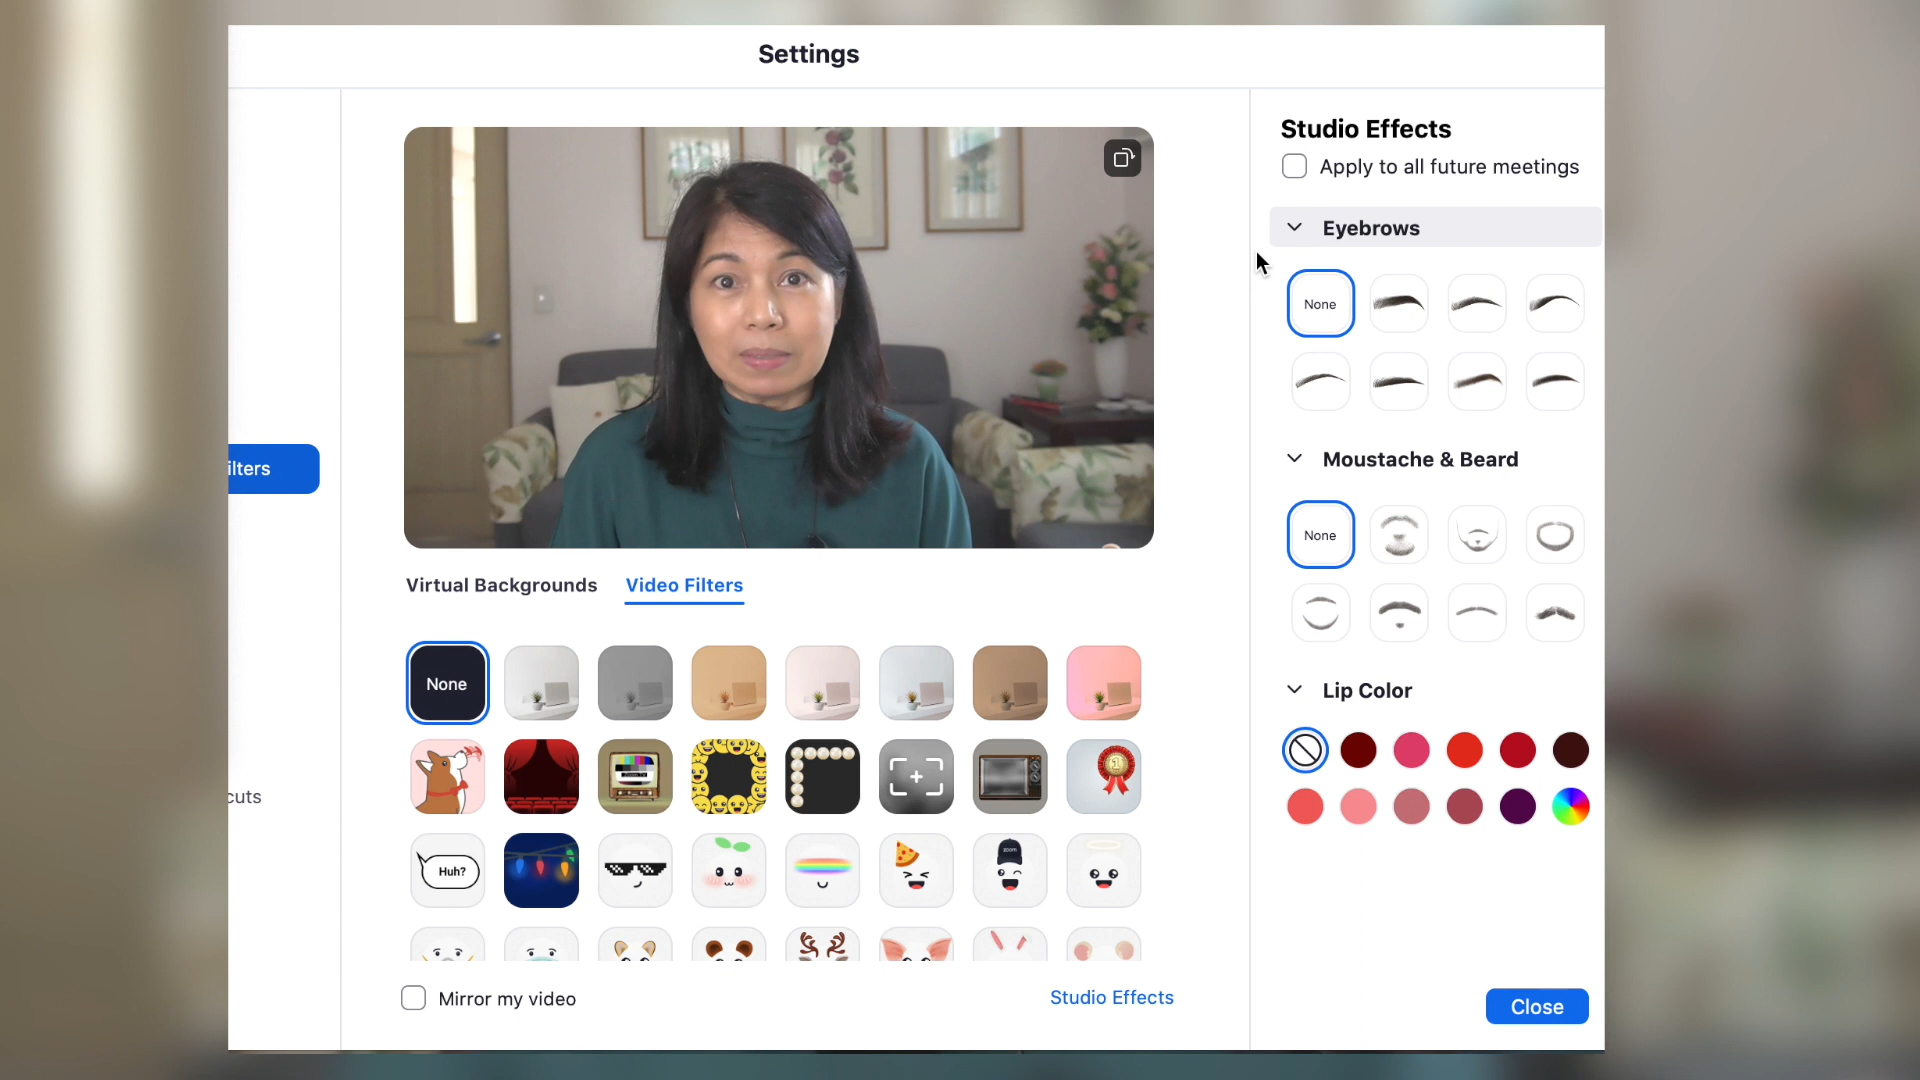 Settings
Studio Effects
Apply to all future meetings
Eyebrows
None
ilters
Moustache & Beard
None
Virtual Backgrounds
Video Filters
None
Lip Color
cuts
Huh?
zoom
Mirror my video
Studio Effects
Close